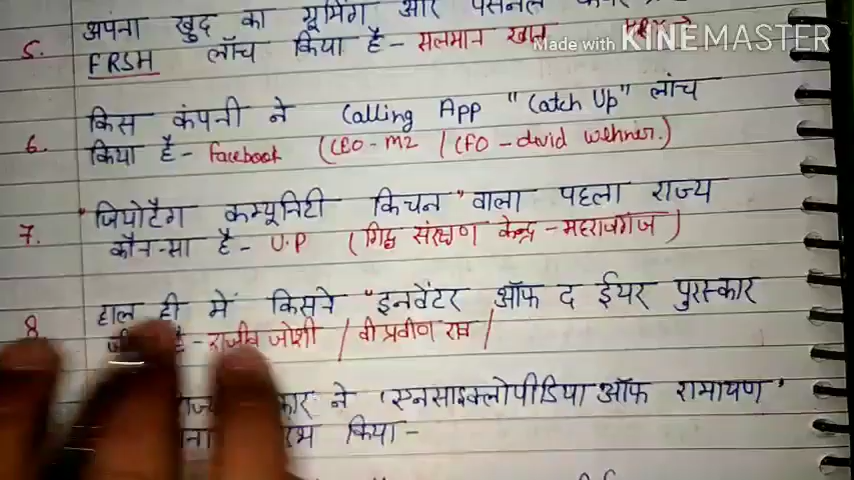 अपना खुद का ग्रूमिंग और पर्सनल
5. FRSH लॉच किया है - सलमान खान
Made with KINEMASTER
किस कंपनी ने Calling App "Catch Up" लांच
6. किया है - Facebook (CEO - MZ / CFO - david wehner.)
"जियोटैग कम्यूनिटी किचन" वाला पहला राज्य
7. कौन-सा है - U.P (गिद्ध संरक्षण केन्द्र - महराजगंज)
हाल ही में किसने "इनवेंटर ऑफ द ईयर पुरस्कार
8. है - राजीव जोशी / वी प्रवीण राव /
ने 'एनसाइक्लोपीडिया ऑफ रामायण'
किया -